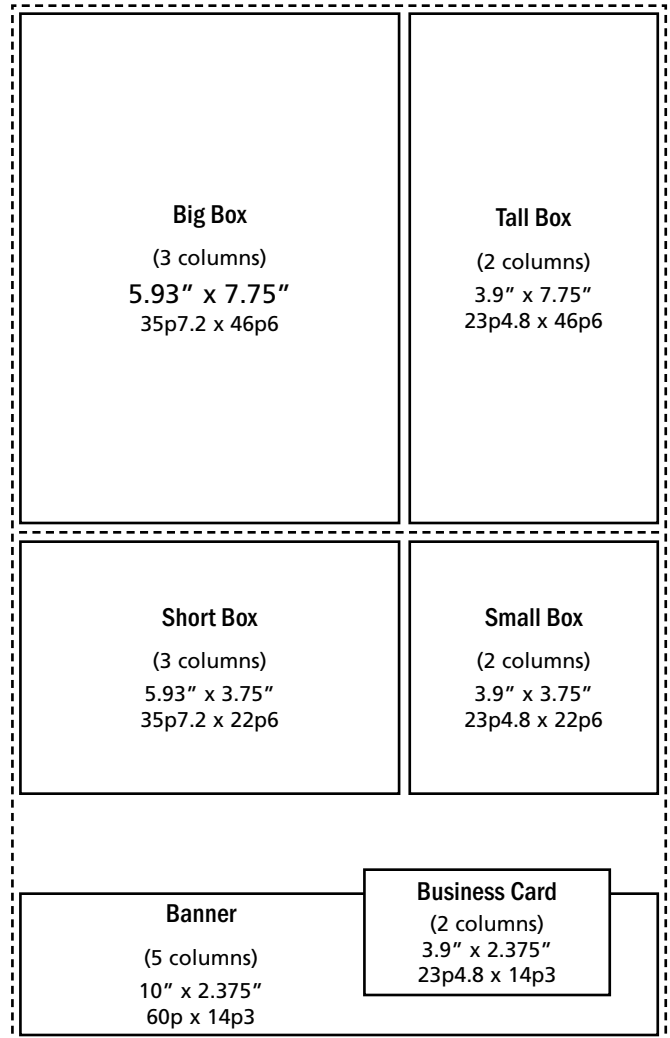 Big Box
(3 columns)
5.93” x 7.75”
35p7.2 x 46p6
Tall Box
(2 columns)
3.9” x 7.75”
23p4.8 x 46p6
Short Box
(3 columns)
5.93” x 3.75”
35p7.2 x 22p6
Small Box
(2 columns)
3.9” x 3.75”
23p4.8 x 22p6
Banner
(5 columns)
10” x 2.375”
60p x 14p3
Business Card
(2 columns)
3.9” x 2.375”
23p4.8 x 14p3